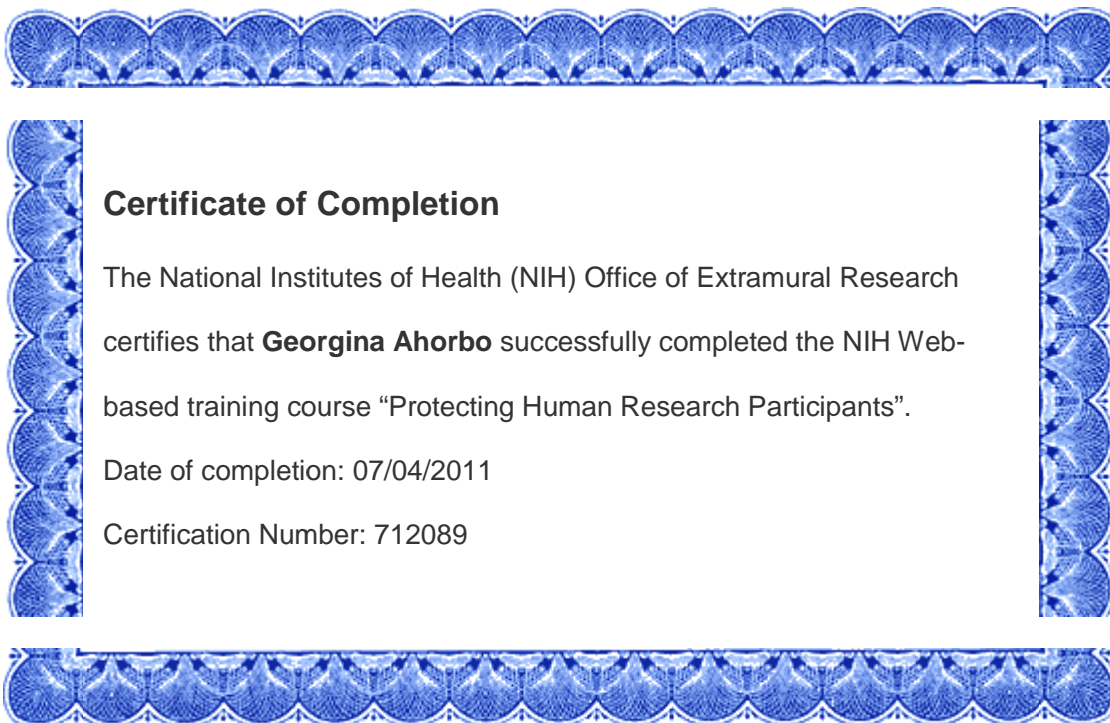 Certificate of Completion
The National Institutes of Health (NIH) Office of Extramural Research
certifies that Georgina Ahorbo successfully completed the NIH Web-
based training course “Protecting Human Research Participants”.
Date of completion: 07/04/2011
Certification Number: 712089